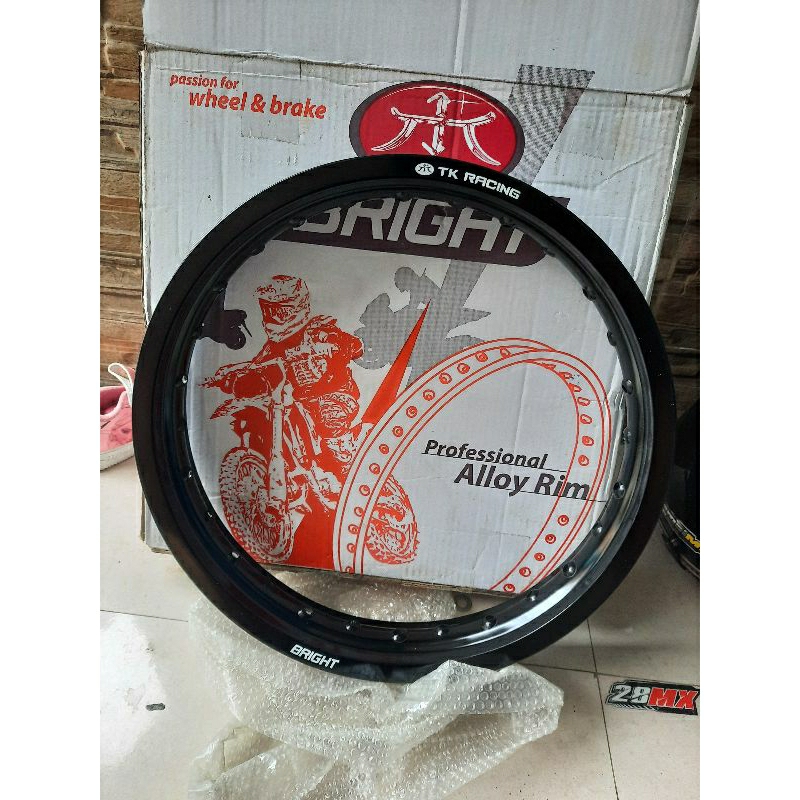 passion for
wheel & brake
TK RACING
BRIGHT
Professional
Alloy Rim
BRIGHT
28MX